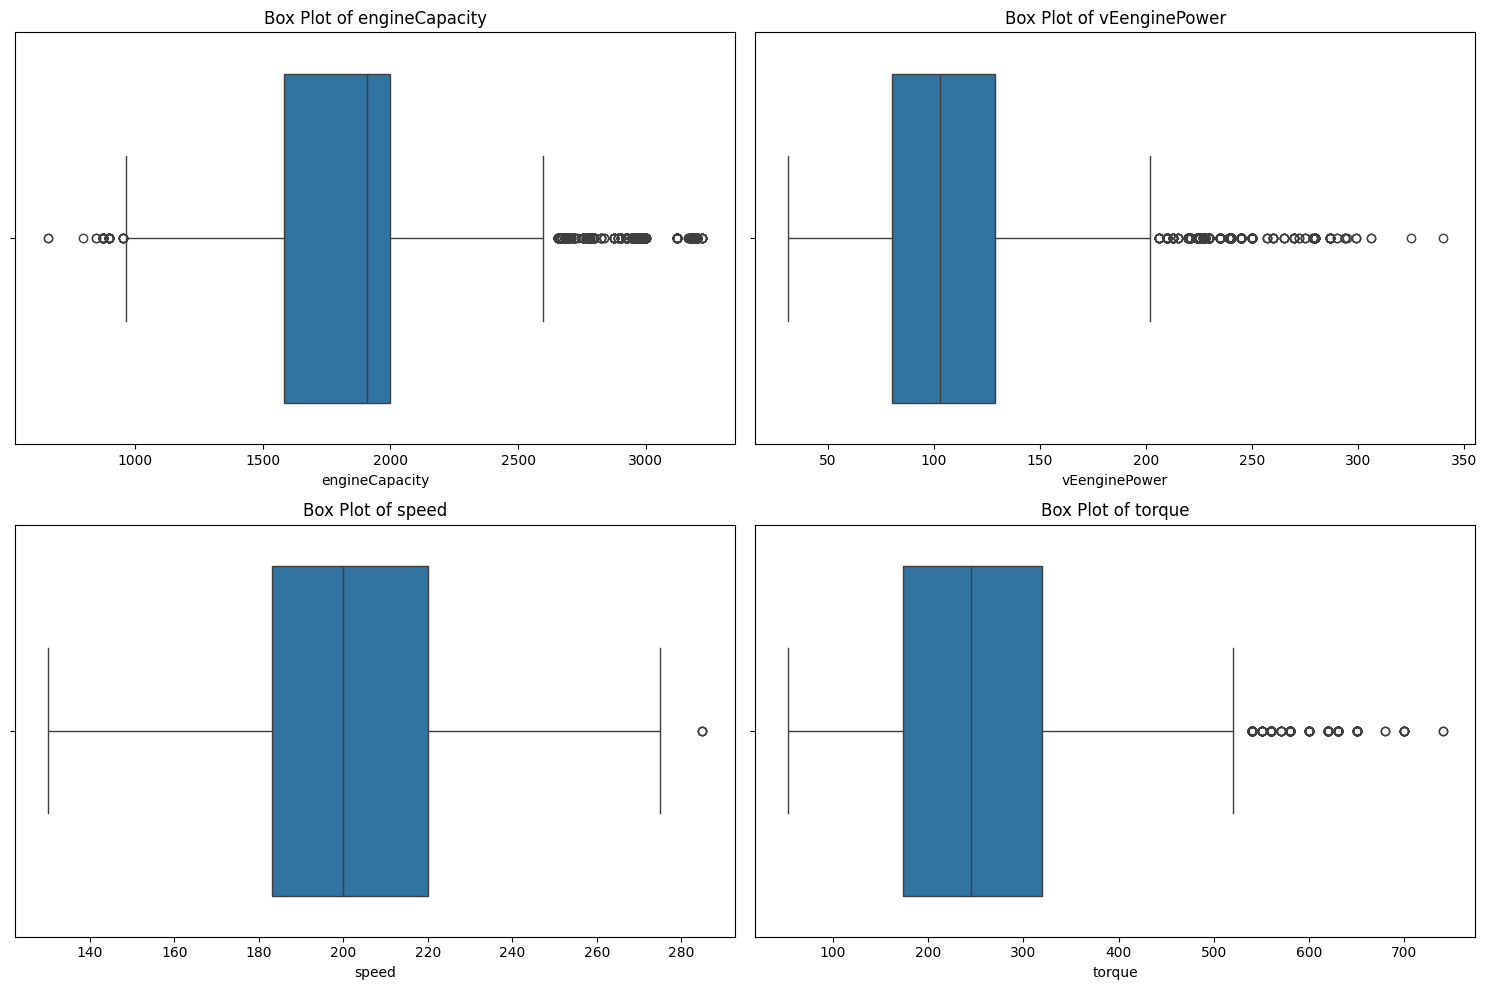 Box Plot of engineCapacity
1000 1500 2000 2500 3000
engineCapacity
Box Plot of vEenginePower
50 100 150 200 250 300 350
vEenginePower
Box Plot of speed
140 160 180 200 220 240 260 280
speed
Box Plot of torque
100 200 300 400 500 600 700
torque